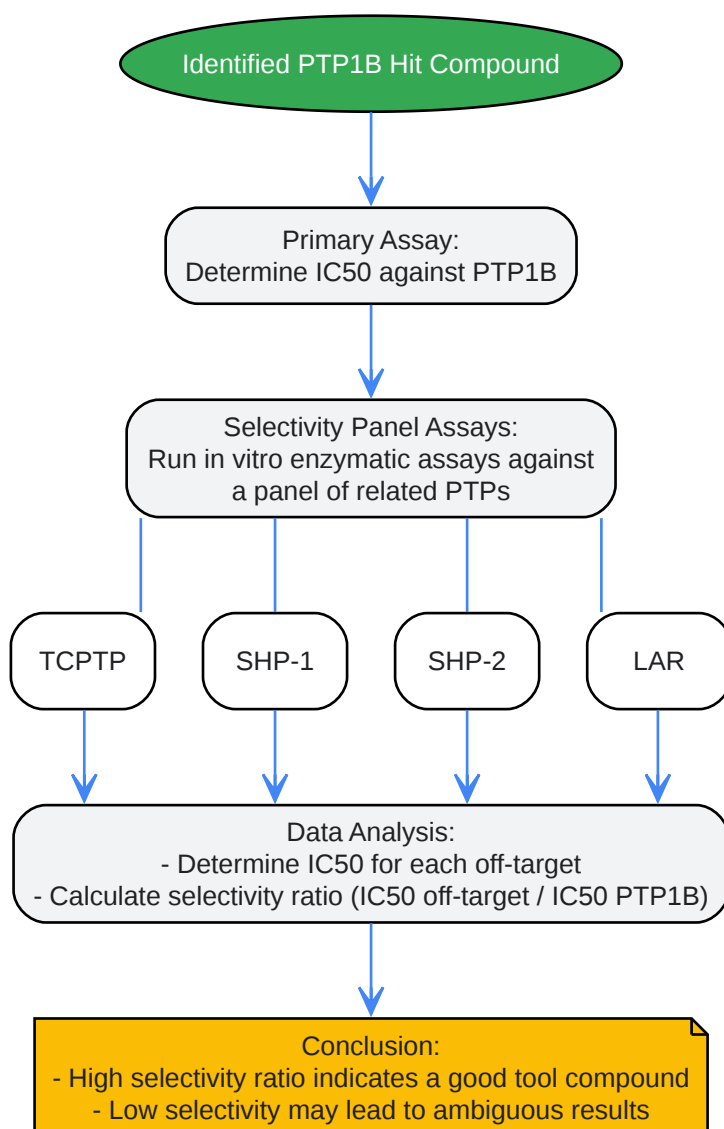 Identified PTP1B Hit Compound
Primary Assay:
Determine IC50 against PTP1B
Selectivity Panel Assays:
Run in vitro enzymatic assays against
a panel of related PTPs
TCPTP
SHP-1
SHP-2
LAR
Data Analysis:
- Determine IC50 for each off-target
- Calculate selectivity ratio (IC50 off-target / IC50 PTP1B)
Conclusion:
- High selectivity ratio indicates a good tool compound
- Low selectivity may lead to ambiguous results